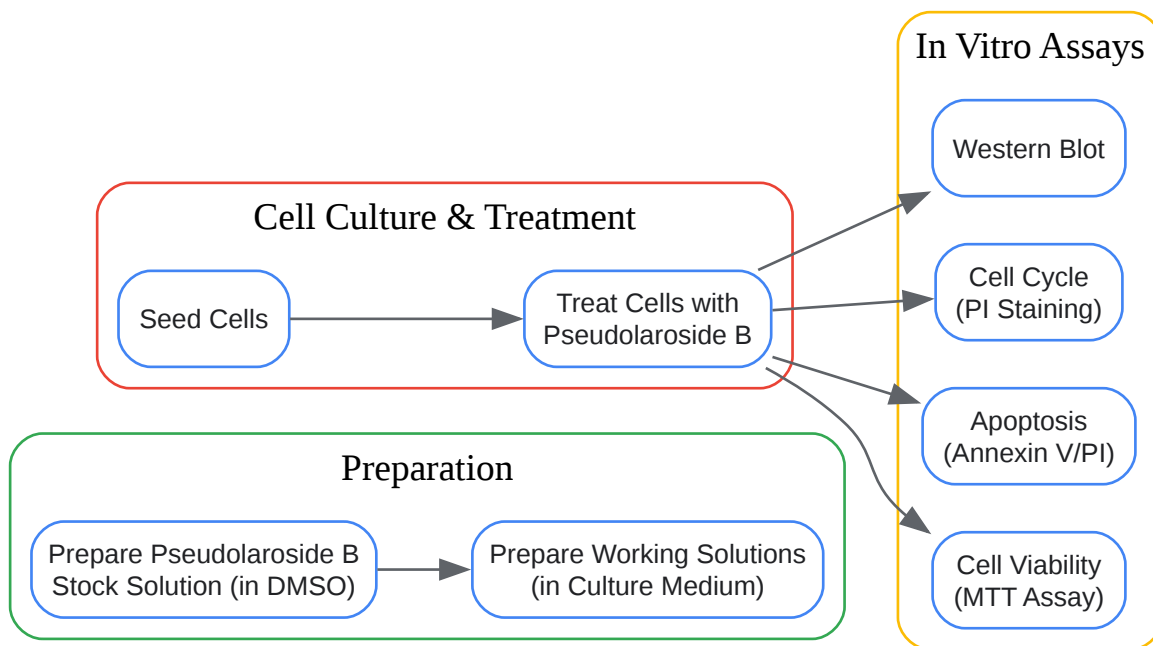 In Vitro Assays
Western Blot
Cell Cycle
(PI Staining)
Apoptosis
(Annexin V/PI)
Cell Viability
(MTT Assay)
Cell Culture & Treatment
Seed Cells
Treat Cells with
Pseudolaroside B
Preparation
Prepare Pseudolaroside B
Stock Solution (in DMSO)
Prepare Working Solutions
(in Culture Medium)